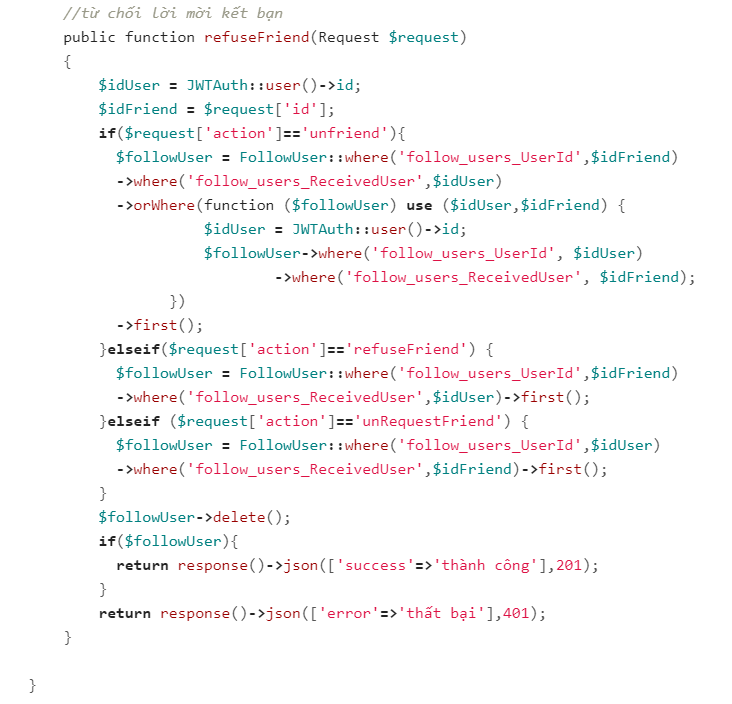 //từ chối lời mời kết bạn
public function refuseFriend(Request $request)
{
$idUser = JWTAuth::user()->id;
$idFriend = $request['id'];
if($request['action']=='unfriend'){
$followUser = FollowUser::where('follow_users_UserId',$idFriend)
->where('follow_users_ReceivedUser',$idUser)
->orWhere(function ($followUser) use ($idUser,$idFriend) {
$idUser = JWTAuth::user()->id;
$followUser->where('follow_users_UserId', $idUser)
->where('follow_users_ReceivedUser', $idFriend);
})
->first();
}elseif($request['action']=='refuseFriend') {
$followUser = FollowUser::where('follow_users_UserId',$idFriend)
->where('follow_users_ReceivedUser',$idUser)->first();
}elseif ($request['action']=='unRequestFriend') {
$followUser = FollowUser::where('follow_users_UserId',$idUser)
->where('follow_users_ReceivedUser',$idFriend)->first();
}
$followUser->delete();
if($followUser){
return response()->json(['success'=>'thành công'],201);
}
return response()->json(['error'=>'thất bại'],401);
}
}